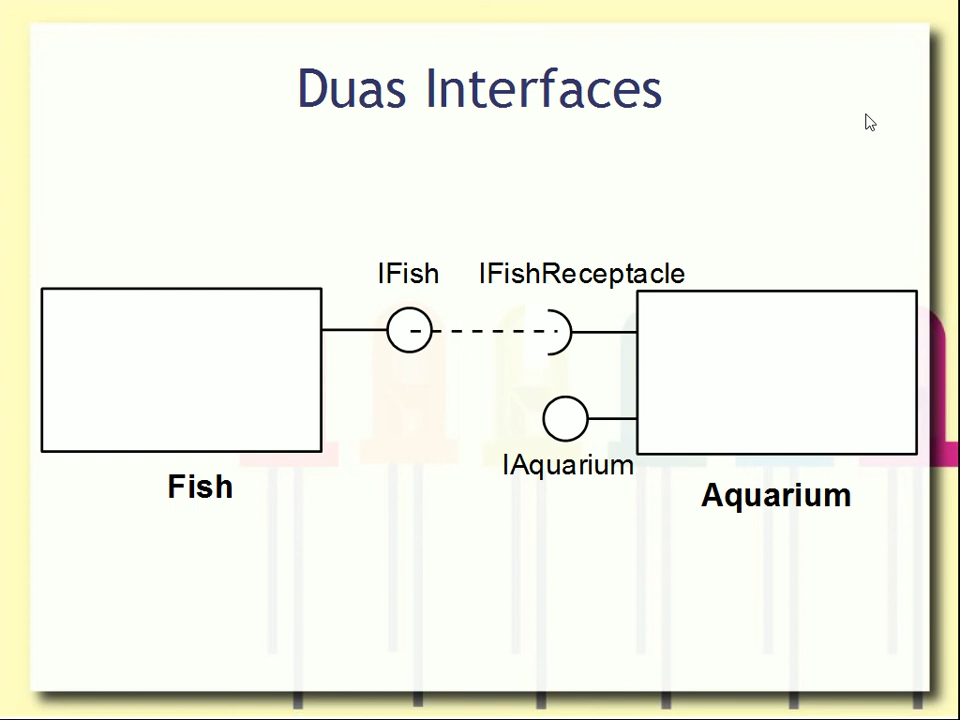 Duas Interfaces
IFish
IFishReceptacle
IAquarium
Fish
Aquarium